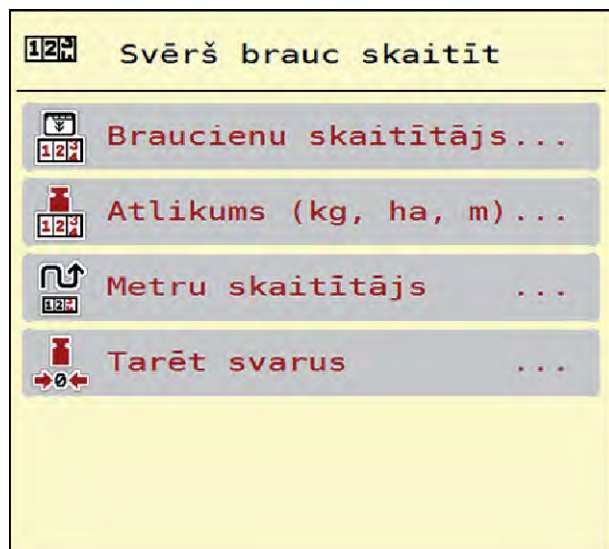 Svērš brauc skaitīt
Braucienu skaitītājs...
Atlikums (kg, ha, m)...
Metru skaitītājs ...
Tarēt svarus ...